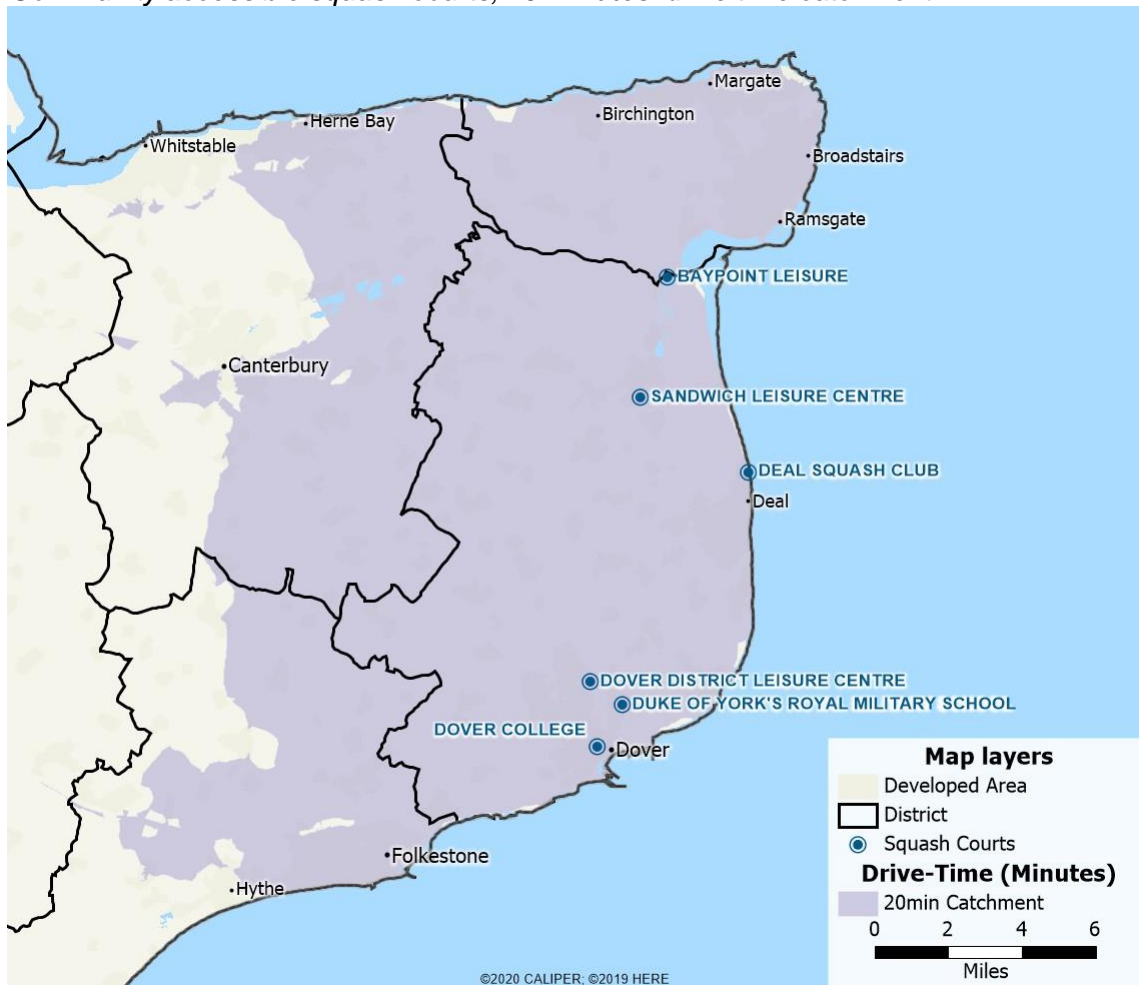 Margate
Birchington
Herne Bay
Whitstable
Broadstairs
Ramsgate
BAYPOINT LEISURE
Canterbury
SANDWICH LEISURE CENTRE
DEAL SQUASH CLUB
Deal
DOVER DISTRICT LEISURE CENTRE
DUKE OF YORK'S ROYAL MILITARY SCHOOL
DOVER COLLEGE
Dover
Folkestone
Hythe
Map layers
Developed Area
District
Squash Courts
Drive-Time (Minutes)
20min Catchment
0 2 4 6
Miles
©2020 CALIPER; ©2019 HERE